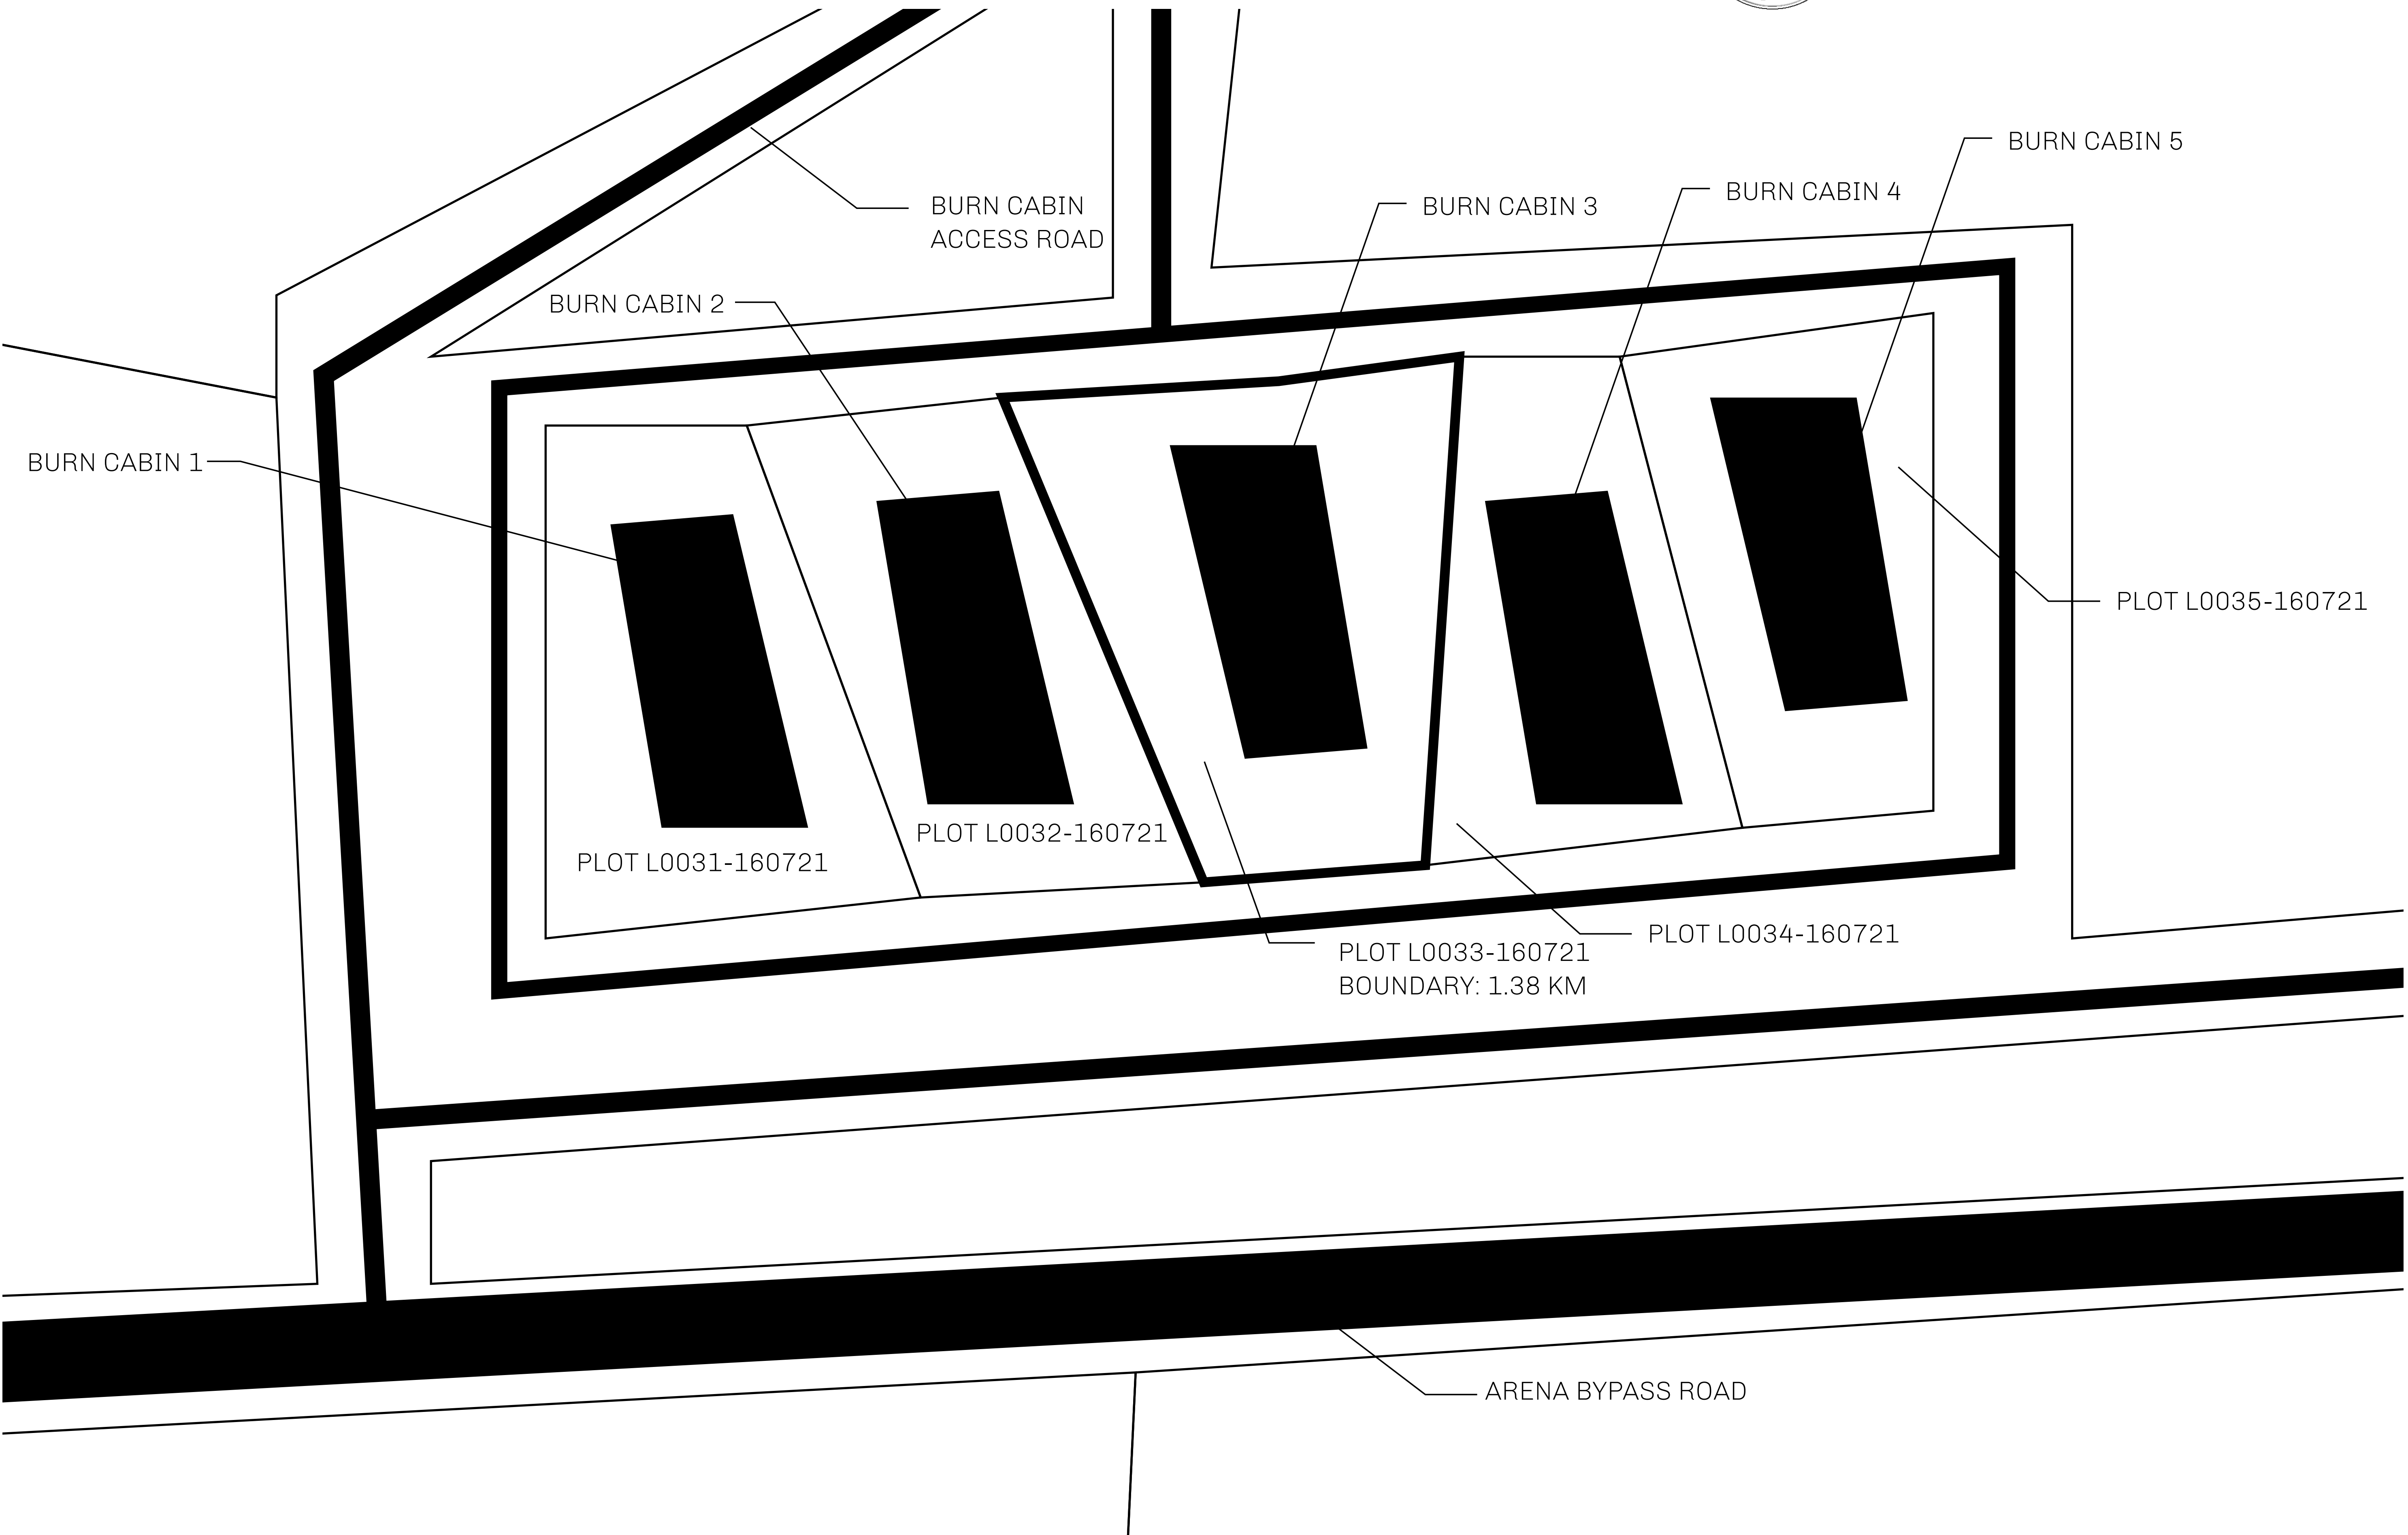 BURN CABIN 5
BURN CABIN 4
BURN CABIN 3
BURN CABIN
ACCESS ROAD
BURN CABIN 2
BURN CABIN 1
PLOT L0035-160721
PLOT L0032-160721
PLOT L0031-160721
PLOT L0034-160721
PLOT L0033-160721
BOUNDARY: 1.38 KM
ARENA BYPASS ROAD